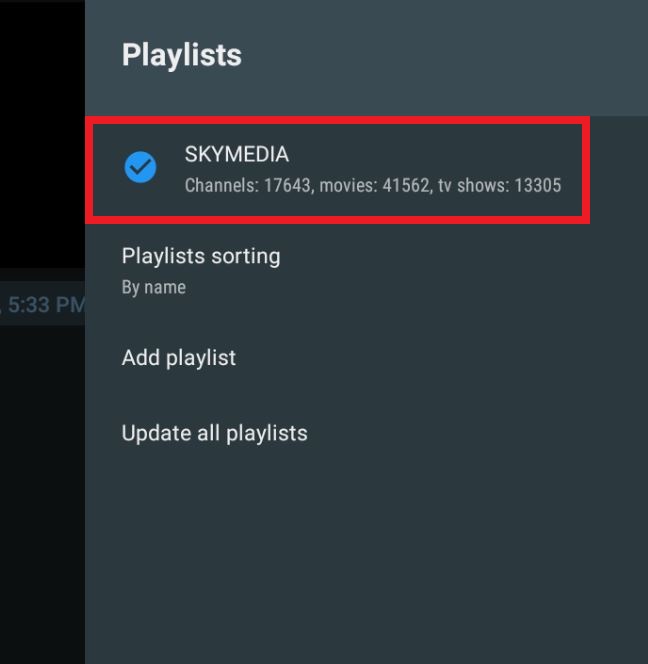 Playlists
SKYMEDIA
Channels: 17643, movies: 41562, tv shows: 13305
Playlists sorting
By name
, 5:33 PM
Add playlist
Update all playlists